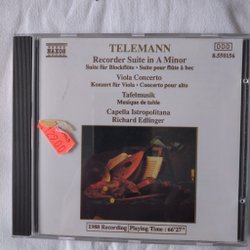 NAXOS
DDD
8.550156
TELEMANN
Recorder Suite in A Minor
Suite für Blockflöte • Suite pour flûte à bec
Viola Concerto
Konzert für Viola • Concerto pour alto
Tafelmusik
Musique de table
Capella Istropolitana
Richard Edlinger
1988 Recording
Playing Time : 66'27"